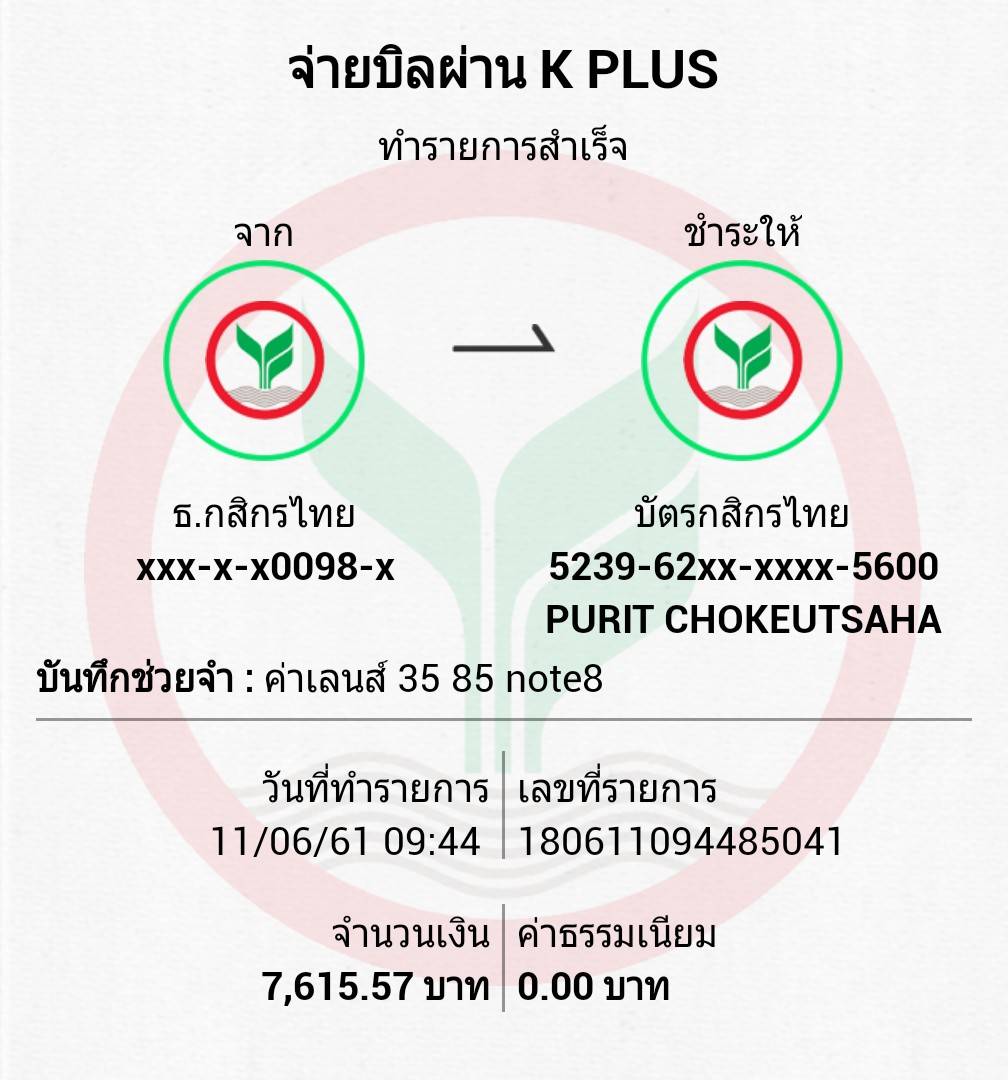 จ่ายบิลผ่าน K PLUS
ทำรายการสำเร็จ
จาก
ชำระให้
ธ.กสิกรไทย
xxx-x-x0098-x
บัตรกสิกรไทย
5239-62xx-xxxx-5600
PURIT CHOKEUTSAHA
บันทึกช่วยจำ : ค่าเลนส์ 35 85 note8
วันที่ทำรายการ
11/06/61 09:44
เลขที่รายการ
180611094485041
จำนวนเงิน
7,615.57 บาท
ค่าธรรมเนียม
0.00 บาท